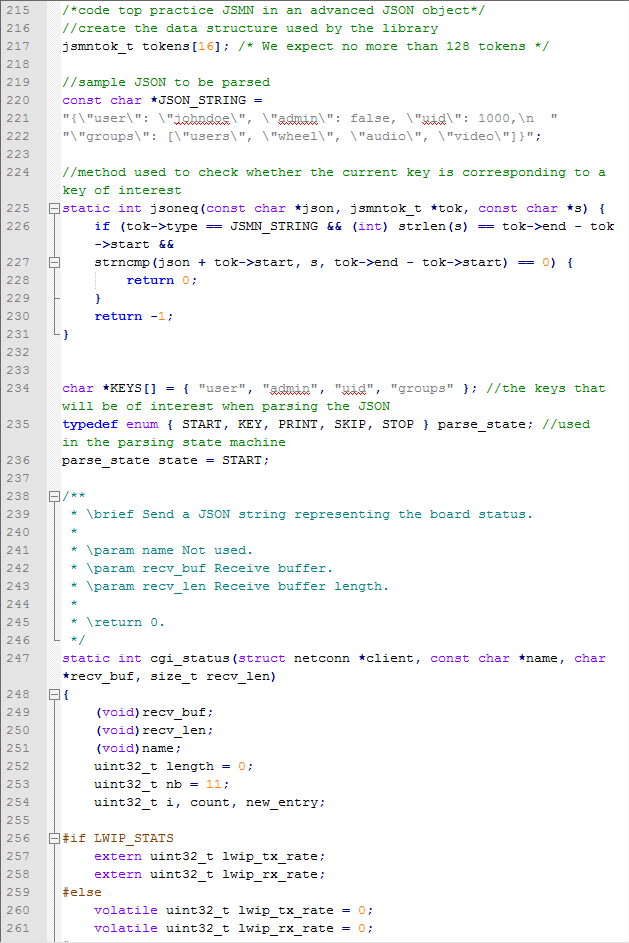 215 /*code top practice JSMN in an advanced JSON object*/
216 //create the data structure used by the library
217 jsmntok_t tokens[16]; /* We expect no more than 128 tokens */
218
219 //sample JSON to be parsed
220 const char *JSON_STRING =
221 "{\"user\": \"johndoe\", \"admin\": false, \"uid\": 1000,\n  "
222 "\"groups\": [\"users\", \"wheel\", \"audio\", \"video\"]}";
223
224 //method used to check whether the current key is corresponding to a
key of interest
225 static int jsoneq(const char *json, jsmntok_t *tok, const char *s) {
226     if (tok->type == JSMN_STRING && (int) strlen(s) == tok->end - tok
->start &&
227     strncmp(json + tok->start, s, tok->end - tok->start) == 0) {
228         return 0;
229     }
230     return -1;
231 }
232
233
234 char *KEYS[] = { "user", "admin", "uid", "groups" }; //the keys that
will be of interest when parsing the JSON
235 typedef enum { START, KEY, PRINT, SKIP, STOP } parse_state; //used
in the parsing state machine
236 parse_state state = START;
237
238 /**
239  * \brief Send a JSON string representing the board status.
240  *
241  * \param name Not used.
242  * \param recv_buf Receive buffer.
243  * \param recv_len Receive buffer length.
244  *
245  * \return 0.
246  */
247 static int cgi_status(struct netconn *client, const char *name, char
*recv_buf, size_t recv_len)
248 {
249     (void)recv_buf;
250     (void)recv_len;
251     (void)name;
252     uint32_t length = 0;
253     uint32_t nb = 11;
254     uint32_t i, count, new_entry;
255
256 #if LWIP_STATS
257     extern uint32_t lwip_tx_rate;
258     extern uint32_t lwip_rx_rate;
259 #else
260     volatile uint32_t lwip_tx_rate = 0;
261     volatile uint32_t lwip_rx_rate = 0;